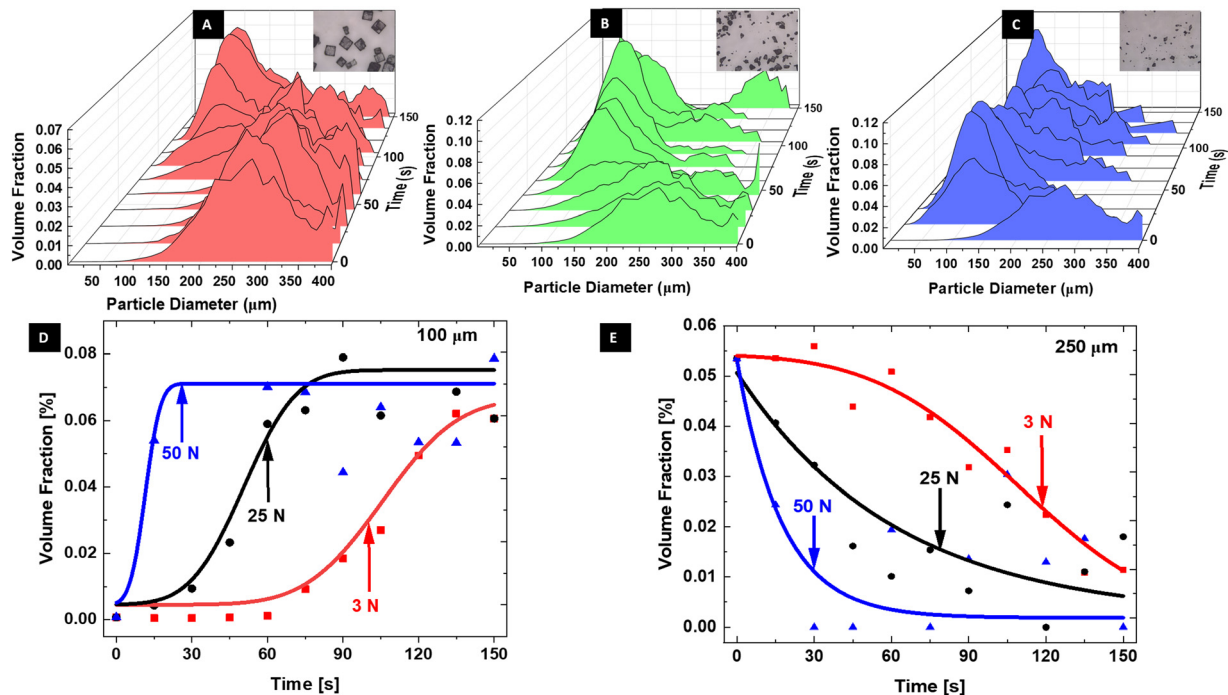 A
0.07
0.06
0.05
0.04
0.03
0.02
0.01
0.00
Volume Fraction
50 100 150 200 250 300 350 400
Particle Diameter (µm)
0
50
100
150
Time (s)
B
0.12
0.10
0.08
0.06
0.04
0.02
0.00
Volume Fraction
50 100 150 200 250 300 350 400
Particle Diameter (µm)
0
50
100
150
Time (s)
C
0.12
0.10
0.08
0.06
0.04
0.02
0.00
Volume Fraction
50 100 150 200 250 300 350 400
Particle Diameter (µm)
0
50
100
150
Time (s)
D
100 µm
0.08
0.06
0.04
0.02
0.00
Volume Fraction [%]
50 N
25 N
3 N
0 30 60 90 120 150
Time [s]
E
250 µm
0.06
0.05
0.04
0.03
0.02
0.01
0.00
Volume Fraction [%]
3 N
25 N
50 N
0 30 60 90 120 150
Time [s]